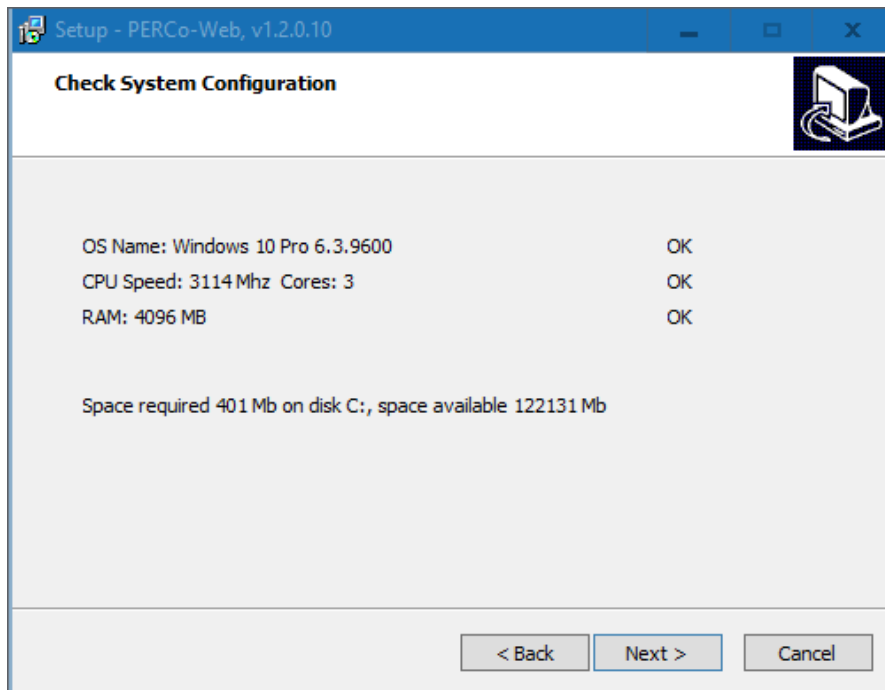 Setup - PERCo-Web, v1.2.0.10
Check System Configuration
OS Name: Windows 10 Pro 6.3.9600 OK
CPU Speed: 3114 Mhz Cores: 3 OK
RAM: 4096 MB OK
Space required 401 Mb on disk C:, space available 122131 Mb
< Back Next > Cancel